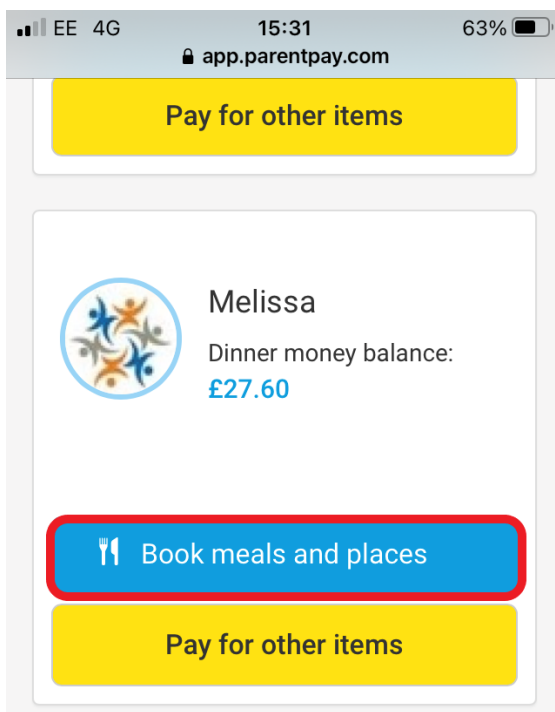 EE 4G 15:31 63%
app.parentpay.com
Pay for other items
Melissa
Dinner money balance:
£27.60
Book meals and places
Pay for other items